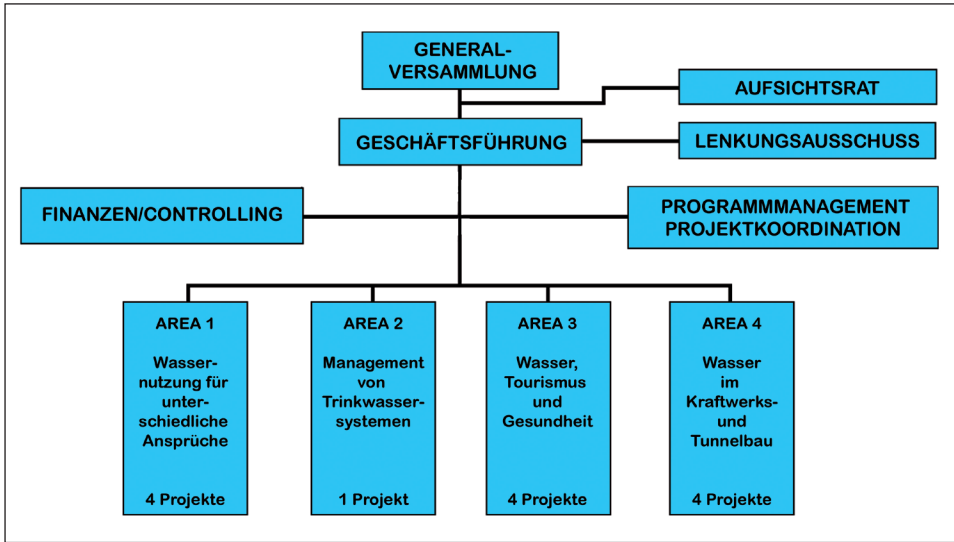 GENERAL-
VERSAMMLUNG
AUFSICHTSRAT
GESCHÄFTSFÜHRUNG
LENKUNGSAUSSCHUSS
FINANZEN/CONTROLLING
PROGRAMMMANAGEMENT
PROJEKTKOORDINATION
AREA 1
Wasser-
nutzung für
unter-
schiedliche
Ansprüche
4 Projekte
AREA 2
Management
von
Trinkwasser-
systemen
1 Projekt
AREA 3
Wasser,
Tourismus
und
Gesundheit
4 Projekte
AREA 4
Wasser
im
Kraftwerks-
und
Tunnelbau
4 Projekte